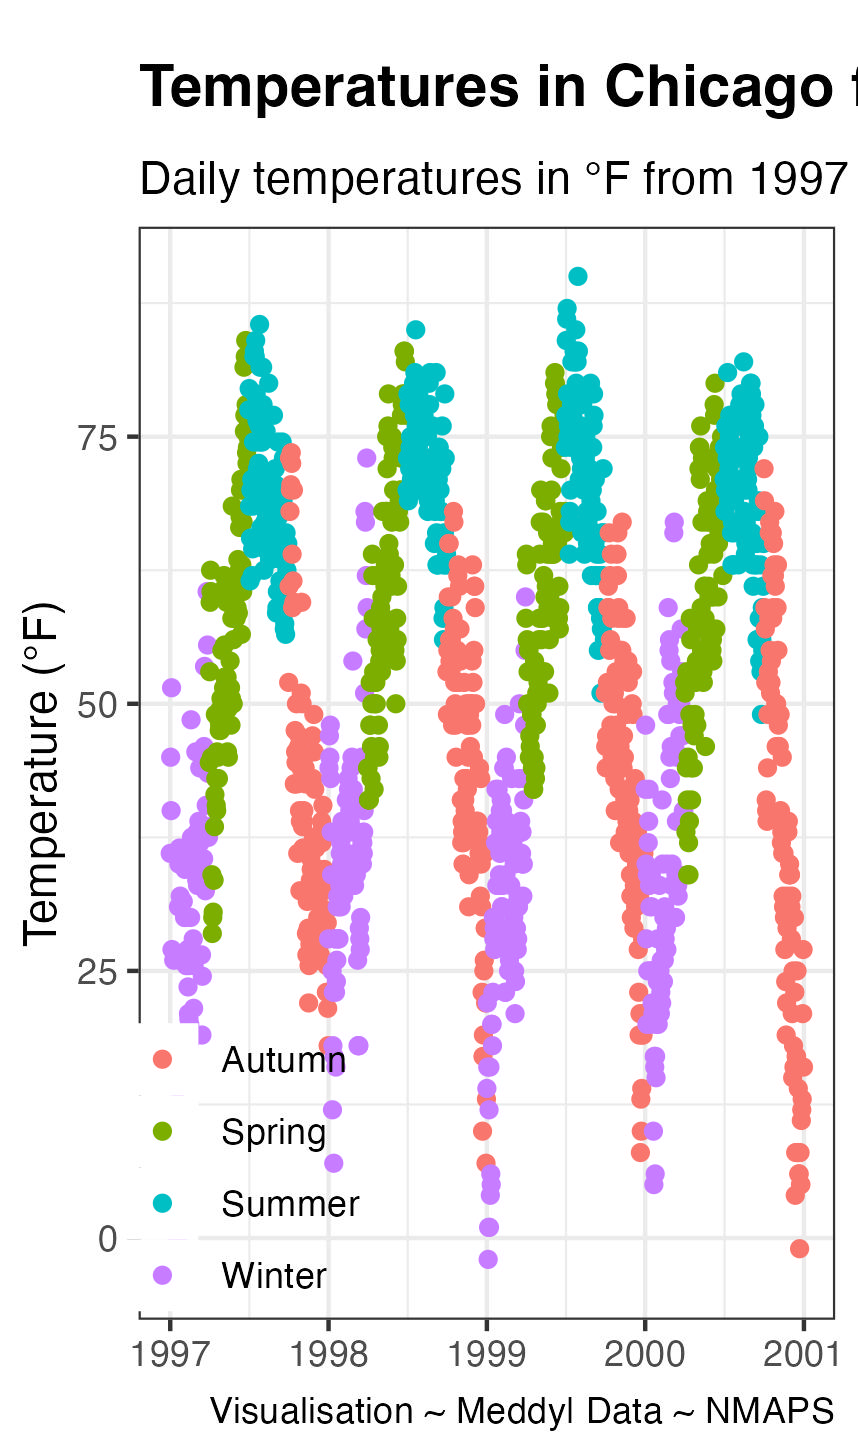 Temperatures in Chicago
Daily temperatures in °F from 1997
Temperature (°F)
75
50
25
0
Autumn
Spring
Summer
Winter
1997 1998 1999 2000 2001
Visualisation ~ Meddyl Data ~ NMAPS